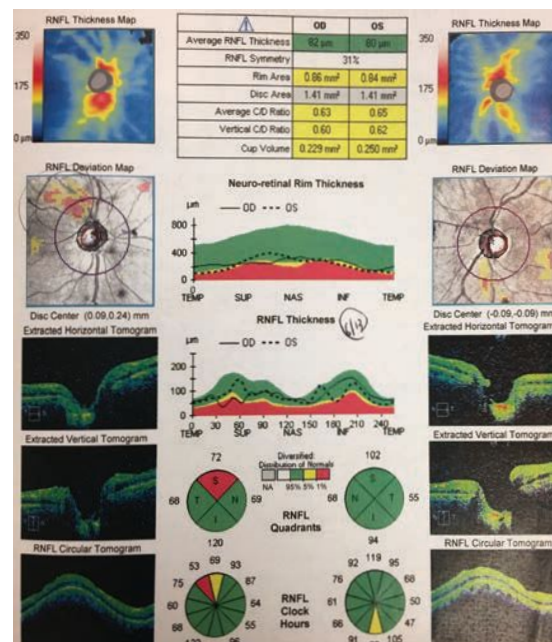 RNFL Thickness Map
350
175
0 µm
OD OS
Average RNFL Thickness 82 µm 80 µm
RNFL Symmetry 31%
Rim Area 0.86 mm² 0.84 mm²
Disc Area 1.41 mm² 1.41 mm²
Average C/D Ratio 0.63 0.65
Vertical C/D Ratio 0.60 0.62
Cup Volume 0.229 mm³ 0.250 mm³
RNFL Thickness Map
350
175
0 µm
RNFL Deviation Map
Disc Center (0.09,0.24) mm
Neuro-retinal Rim Thickness
µm OD OS
800
400
0
TEMP SUP NAS INF TEMP
RNFL Deviation Map
Disc Center (-0.09,-0.09) mm
Extracted Horizontal Tomogram
RNFL Thickness
µm OD OS
200
100
0
0 30 60 90 120 150 180 210 240
TEMP SUP NAS INF TEMP
Extracted Horizontal Tomogram
Extracted Vertical Tomogram
Diversified
Distribution of Normals
NA 95% 5% 1%
72
S
68 T N 69
I
120
RNFL
Quadrants
102
S
68 T N 55
I
94
Extracted Vertical Tomogram
RNFL Circular Tomogram
53 69 93
75 87
60 64
68 55
96
RNFL
Clock
Hours
92 119 95
76 68
61 50
66 47
91 105
RNFL Circular Tomogram